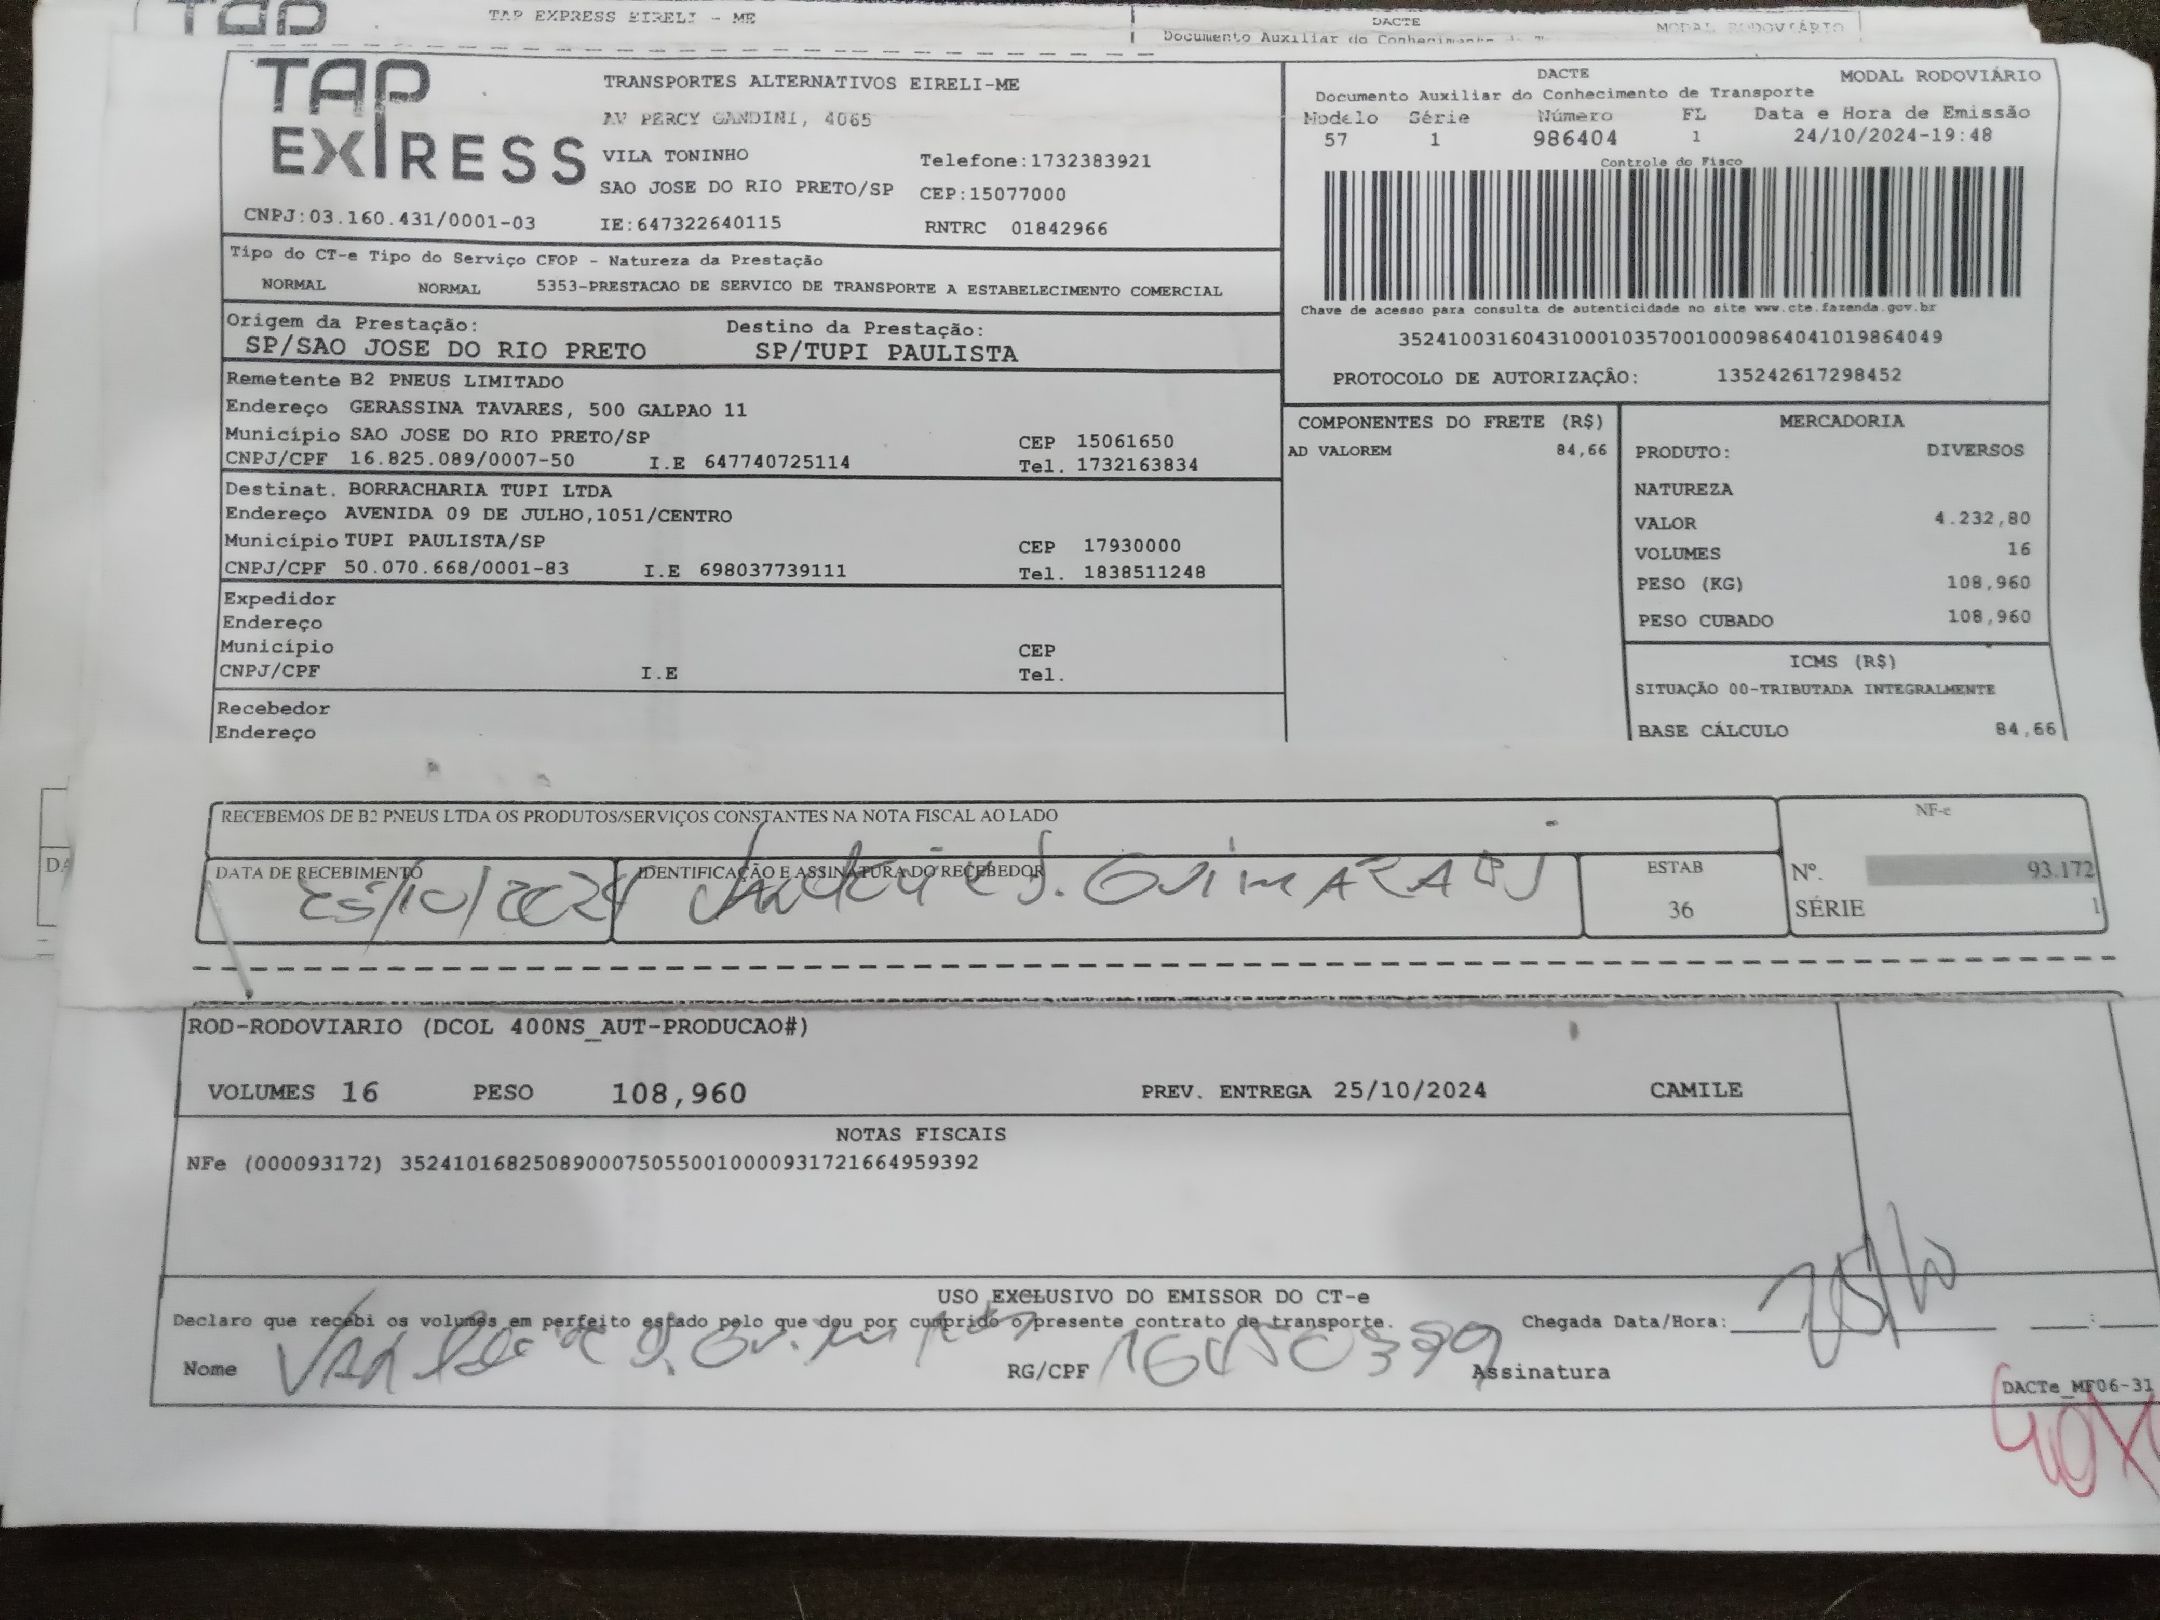 TAP EXPRESS EIRELI - ME
DACTE
MODAL RODOVIÁRIO
TAP
EXPRESS
TRANSPORTES ALTERNATIVOS EIRELI-ME
AV PERCY GANDINI, 4065
VILA TONINHO
Telefone:1732383921
SAO JOSE DO RIO PRETO/SP
CEP:15077000
CNPJ:03.160.431/0001-03
IE:647322640115
RNTRC 01842966
DACTE
MODAL RODOVIÁRIO
Documento Auxiliar do Conhecimento de Transporte
Modelo Série Número FL Data e Hora de Emissão
57 1 986404 1 24/10/2024-19:48
Controle do Fisco
Chave de acesso para consulta de autenticidade no site www.cte.fazenda.gov.br
35241003160431000103570010009864041019864049
PROTOCOLO DE AUTORIZAÇÃO: 135242617298452
Tipo do CT-e Tipo do Serviço CFOP - Natureza da Prestação
NORMAL NORMAL 5353-PRESTACAO DE SERVICO DE TRANSPORTE A ESTABELECIMENTO COMERCIAL
Origem da Prestação: Destino da Prestação:
SP/SAO JOSE DO RIO PRETO SP/TUPI PAULISTA
Remetente B2 PNEUS LIMITADO
Endereço GERASSINA TAVARES, 500 GALPAO 11
Município SAO JOSE DO RIO PRETO/SP CEP 15061650
CNPJ/CPF 16.825.089/0007-50 I.E 647740725114 Tel. 1732163834
Destinat. BORRACHARIA TUPI LTDA
Endereço AVENIDA 09 DE JULHO,1051/CENTRO
Município TUPI PAULISTA/SP CEP 17930000
CNPJ/CPF 50.070.668/0001-83 I.E 698037739111 Tel. 1838511248
Expedidor
Endereço
Município CEP
CNPJ/CPF I.E Tel.
Recebedor
Endereço
COMPONENTES DO FRETE (R$)
AD VALOREM 84,66
MERCADORIA
PRODUTO: DIVERSOS
NATUREZA
VALOR 4.232,80
VOLUMES 16
PESO (KG) 108,960
PESO CUBADO 108,960
ICMS (R$)
SITUAÇÃO 00-TRIBUTADA INTEGRALMENTE
BASE CÁLCULO 84,66
RECEBEMOS DE B2 PNEUS LTDA OS PRODUTOS/SERVIÇOS CONSTANTES NA NOTA FISCAL AO LADO
NF-e
DATA DE RECEBIMENTO
IDENTIFICAÇÃO E ASSINATURA DO RECEBEDOR
ESTAB
Nº. 93.172
25/10/2024
36
SÉRIE 1
ROD-RODOVIARIO (DCOL 400NS_AUT-PRODUCAO#)
VOLUMES 16 PESO 108,960 PREV. ENTREGA 25/10/2024 CAMILE
NOTAS FISCAIS
NFe (000093172) 35241016825089000750550010000931721664959392
USO EXCLUSIVO DO EMISSOR DO CT-e
Declaro que recebi os volumes em perfeito estado pelo que dou por cumprido o presente contrato de transporte. Chegada Data/Hora: 25/10
Nome RG/CPF Assinatura
DACTe_MF06-31